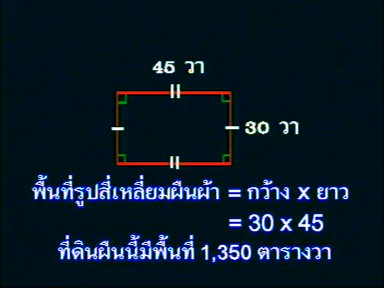 45 วา
30 วา
พื้นที่รูปสี่เหลี่ยมผืนผ้า = กว้าง x ยาว
= 30 x 45
ที่ดินผืนนี้มีพื้นที่ 1,350 ตารางวา